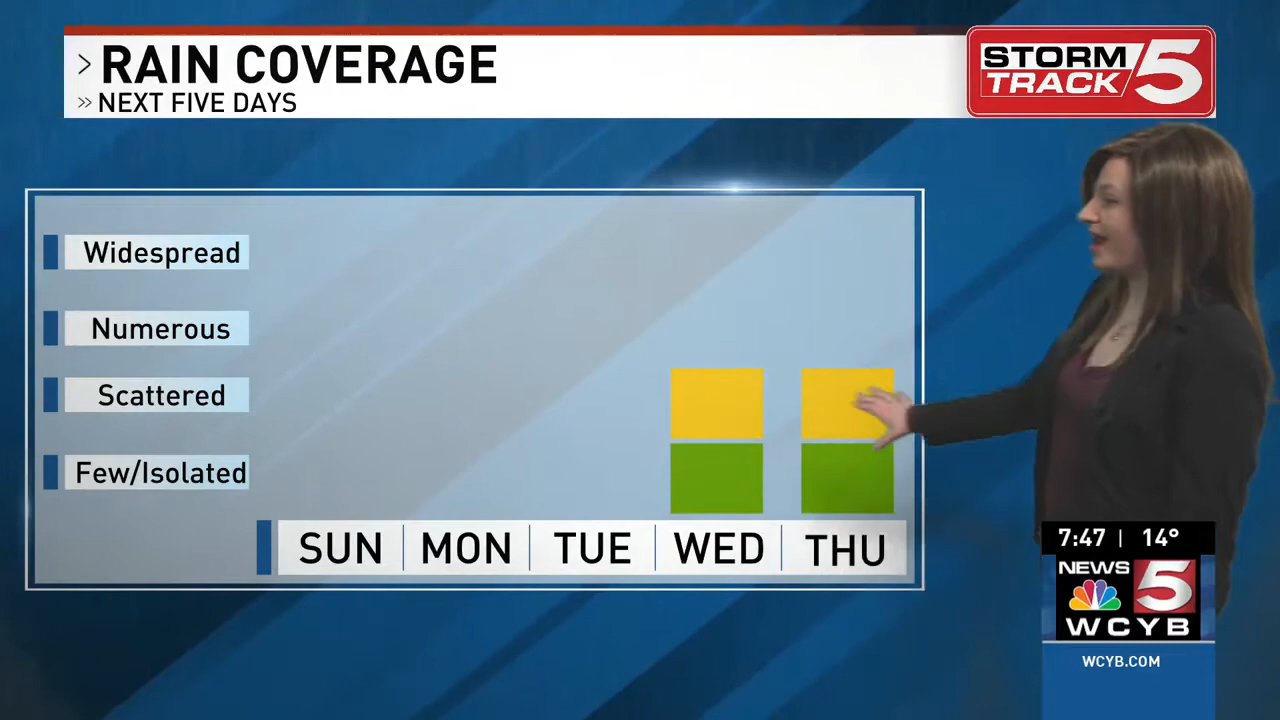 RAIN COVERAGE
NEXT FIVE DAYS
STORM
TRACK 5
Widespread
Numerous
Scattered
Few/Isolated
SUN MON TUE WED THU
7:47 | 14°
NEWS 5
WCYB
WCYB.COM